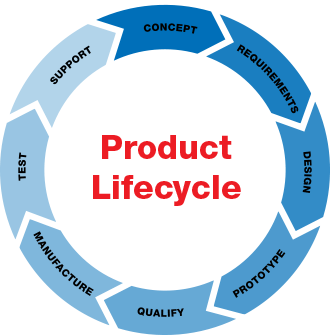 CONCEPT
REQUIREMENTS
DESIGN
PROTOTYPE
QUALIFY
MANUFACTURE
TEST
SUPPORT
Product
Lifecycle